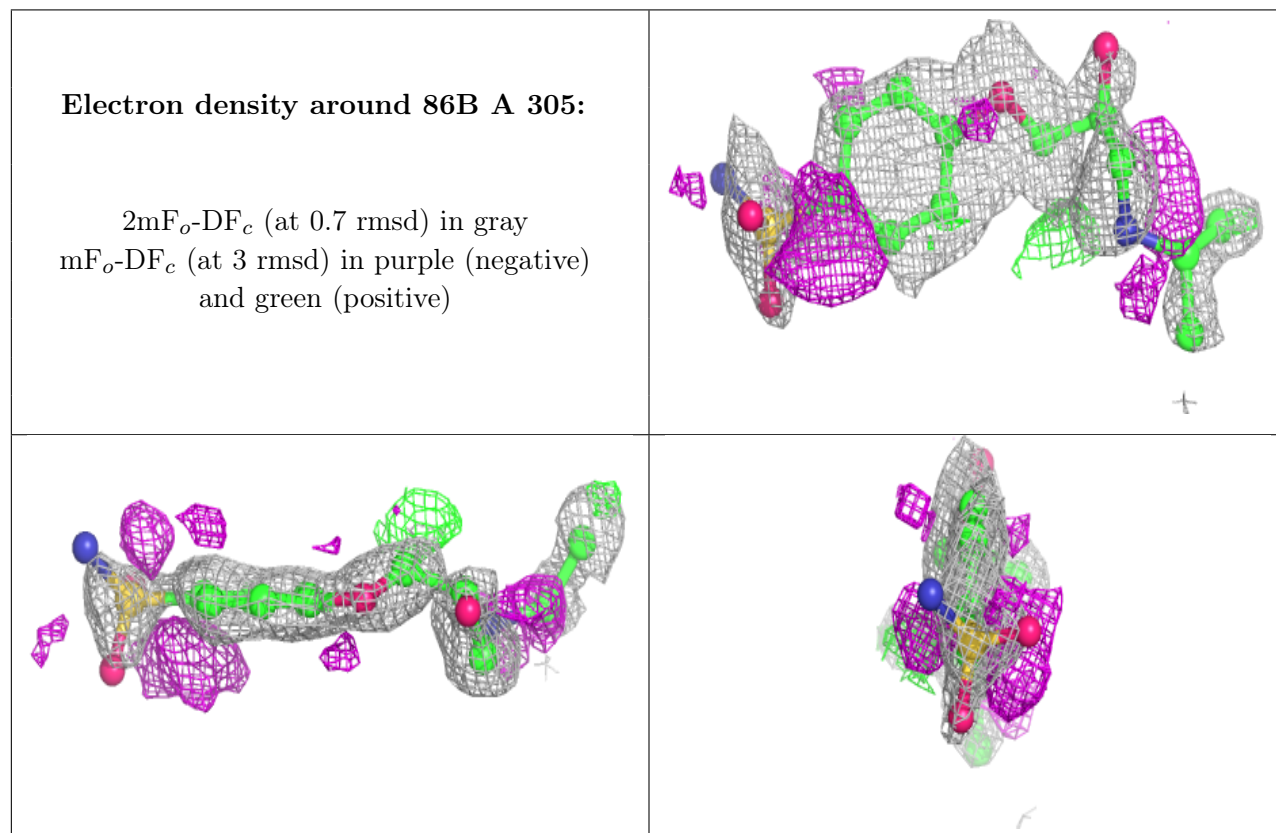 Electron density around 86B A 305:
2mFo-DFc (at 0.7 rmsd) in gray
mFo-DFc (at 3 rmsd) in purple (negative)
and green (positive)